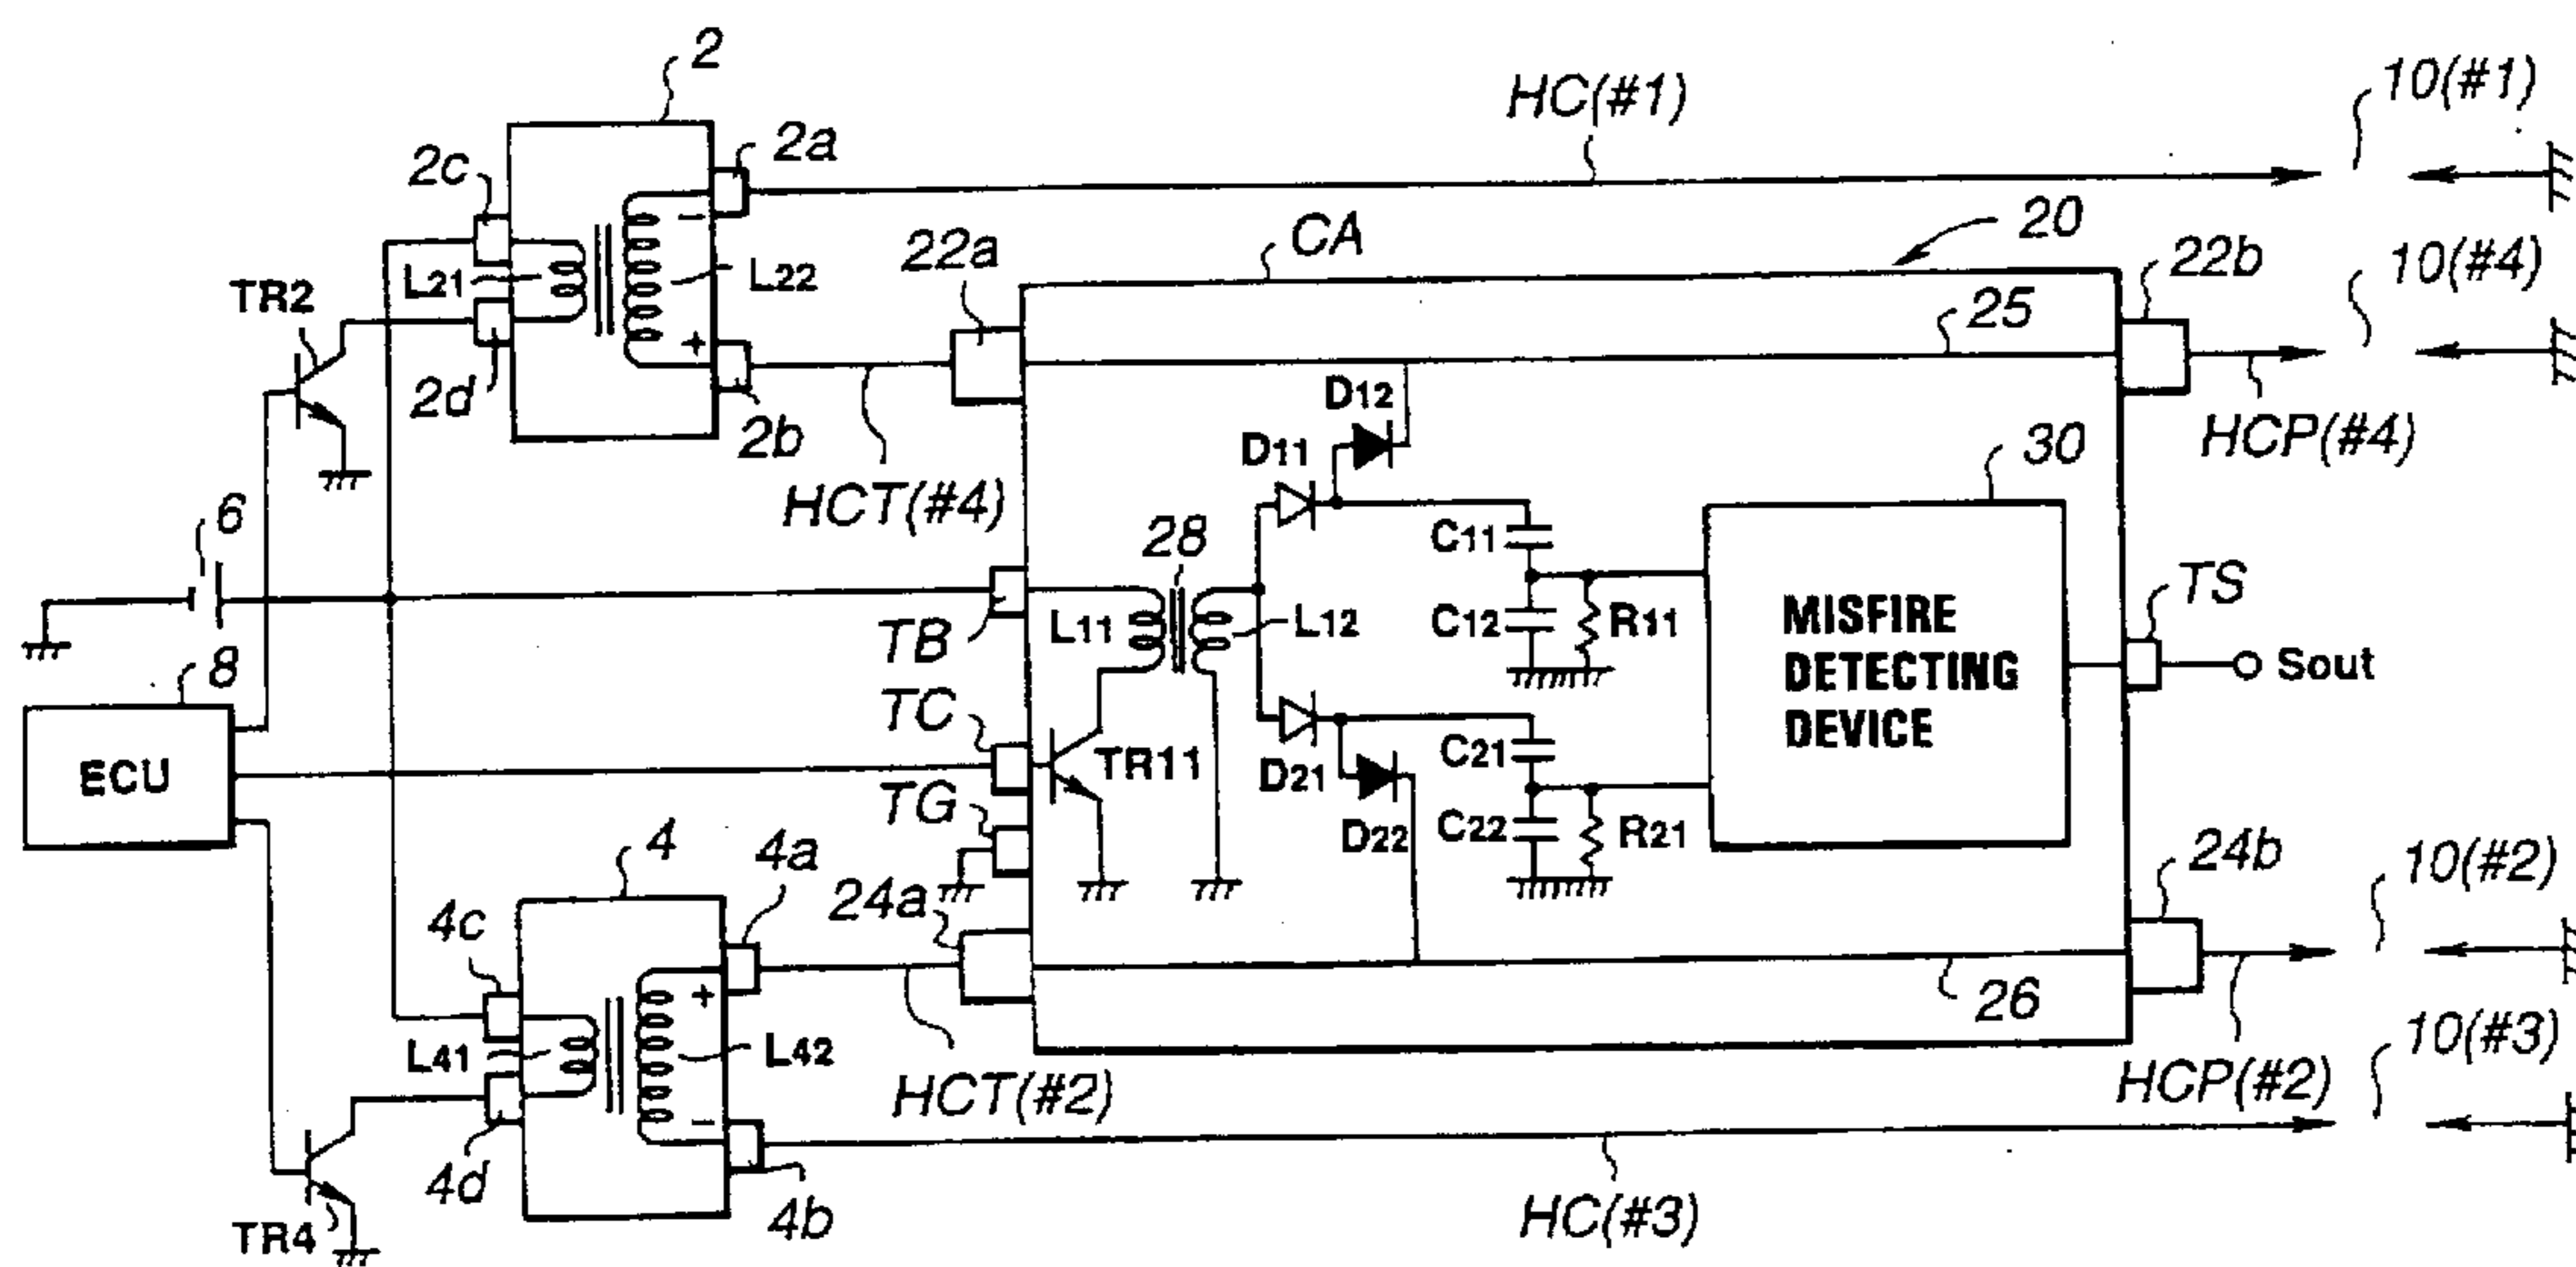 2
HC(#1)
10(#1)
2c
2a
CA
20
22a
22b
10(#4)
L21
L22
TR2
25
2d
2b
D12
D11
30
HCP(#4)
HCT(#4)
6
28
C11
TS
TB
L11
L12
C12
R11
MISFIRE
DETECTING
DEVICE
Sout
8
TC
ECU
TR11
C21
D21
TG
D22
C22
R21
4
4a
24a
24b
10(#2)
4c
+
-
26
L41
L42
10(#3)
HCT(#2)
HCP(#2)
4d
TR4
4b
HC(#3)
-
+